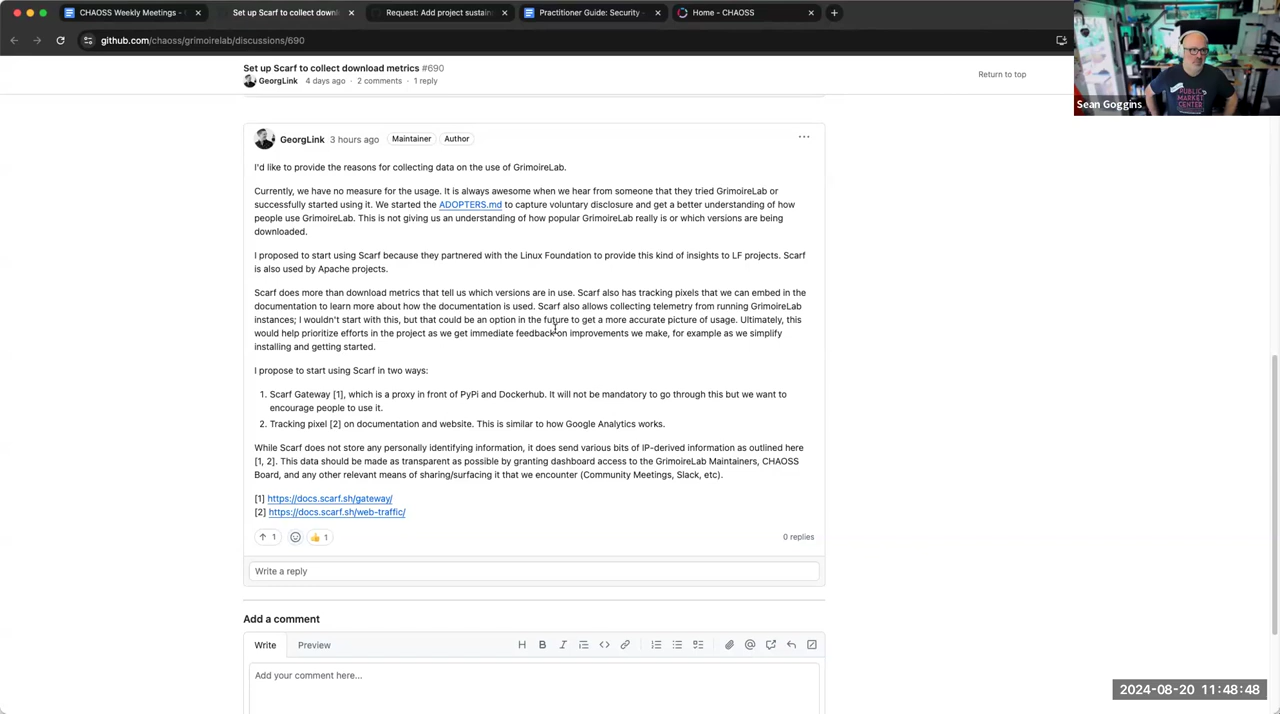 CHAOSS Weekly Meetings -
Set up Scarf to collect downl
Request: Add project sustain
Practitioner Guide: Security -
Home - CHAOSS
github.com/chaoss/grimoirelab/discussions/690
Set up Scarf to collect download metrics #690
GeorgLink 4 days ago · 2 comments · 1 reply
Return to top
Sean Goggins
PUBLIC
MARKET
CENTER
GeorgLink 3 hours ago Maintainer Author
I'd like to provide the reasons for collecting data on the use of GrimoireLab.
Currently, we have no measure for the usage. It is always awesome when we hear from someone that they tried GrimoireLab or
successfully started using it. We started the ADOPTERS.md to capture voluntary disclosure and get a better understanding of how
people use GrimoireLab. This is not giving us an understanding of how popular GrimoireLab really is or which versions are being
downloaded.
I proposed to start using Scarf because they partnered with the Linux Foundation to provide this kind of insights to LF projects. Scarf
is also used by Apache projects.
Scarf does more than download metrics that tell us which versions are in use. Scarf also has tracking pixels that we can embed in the
documentation to learn more about how the documentation is used. Scarf also allows collecting telemetry from running GrimoireLab
instances; I wouldn't start with this, but that could be an option in the future to get a more accurate picture of usage. Ultimately, this
would help prioritize efforts in the project as we get immediate feedback on improvements we make, for example as we simplify
installing and getting started.
I propose to start using Scarf in two ways:
1. Scarf Gateway [1], which is a proxy in front of PyPi and Dockerhub. It will not be mandatory to go through this but we want to
encourage people to use it.
2. Tracking pixel [2] on documentation and website. This is similar to how Google Analytics works.
While Scarf does not store any personally identifying information, it does send various bits of IP-derived information as outlined here
[1, 2]. This data should be made as transparent as possible by granting dashboard access to the GrimoireLab Maintainers, CHAOSS
Board, and any other relevant means of sharing/surfacing it that we encounter (Community Meetings, Slack, etc).
[1] https://docs.scarf.sh/gateway/
[2] https://docs.scarf.sh/web-traffic/
1 1
0 replies
Write a reply
Add a comment
Write Preview
Add your comment here...
2024-08-20 11:48:48